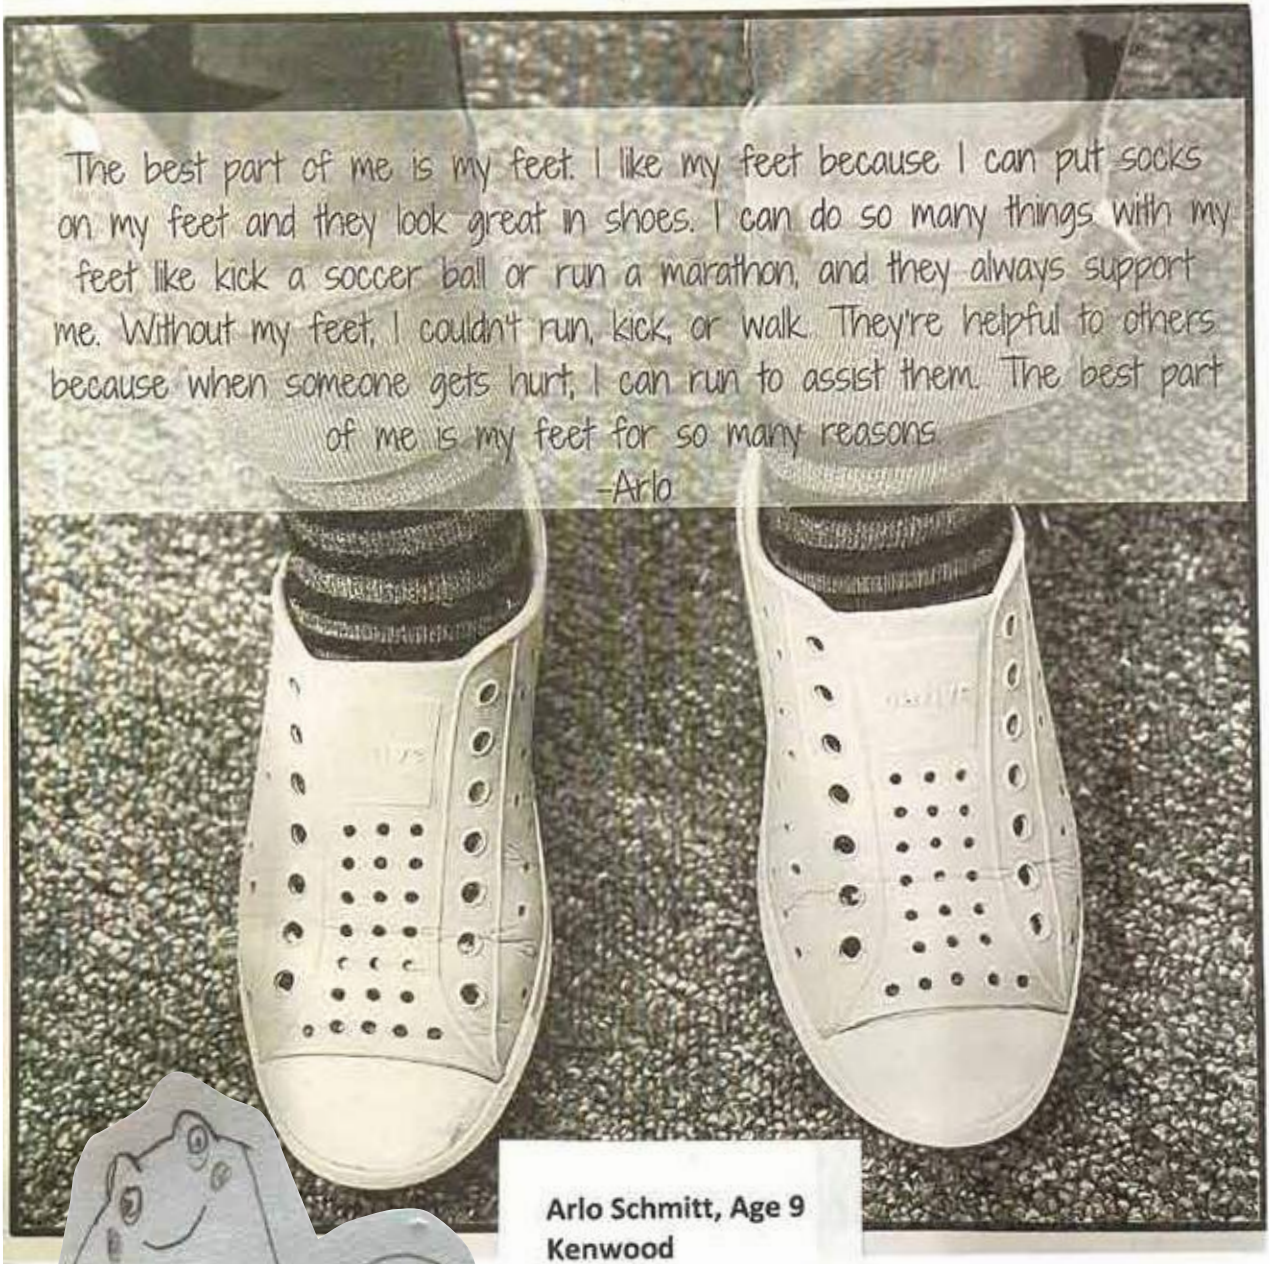 The best part of me is my feet. I like my feet because I can put socks
on my feet and they look great in shoes. I can do so many things with my
feet like kick a soccer ball or run a marathon, and they always support
me. Without my feet, I couldn't run, kick, or walk. They're helpful to others
because when someone gets hurt, I can run to assist them. The best part
of me is my feet for so many reasons.
-Arlo
Arlo Schmitt, Age 9
Kenwood